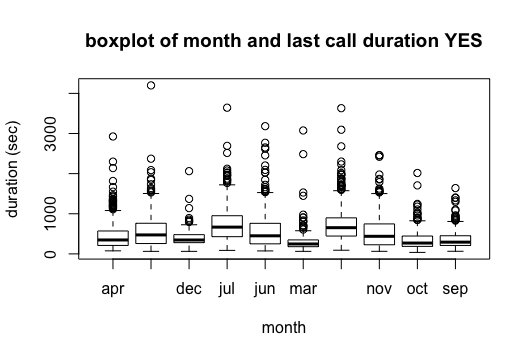 boxplot of month and last call duration YES
duration (sec)
3000
1000
0
apr dec jul jun mar nov oct sep
month